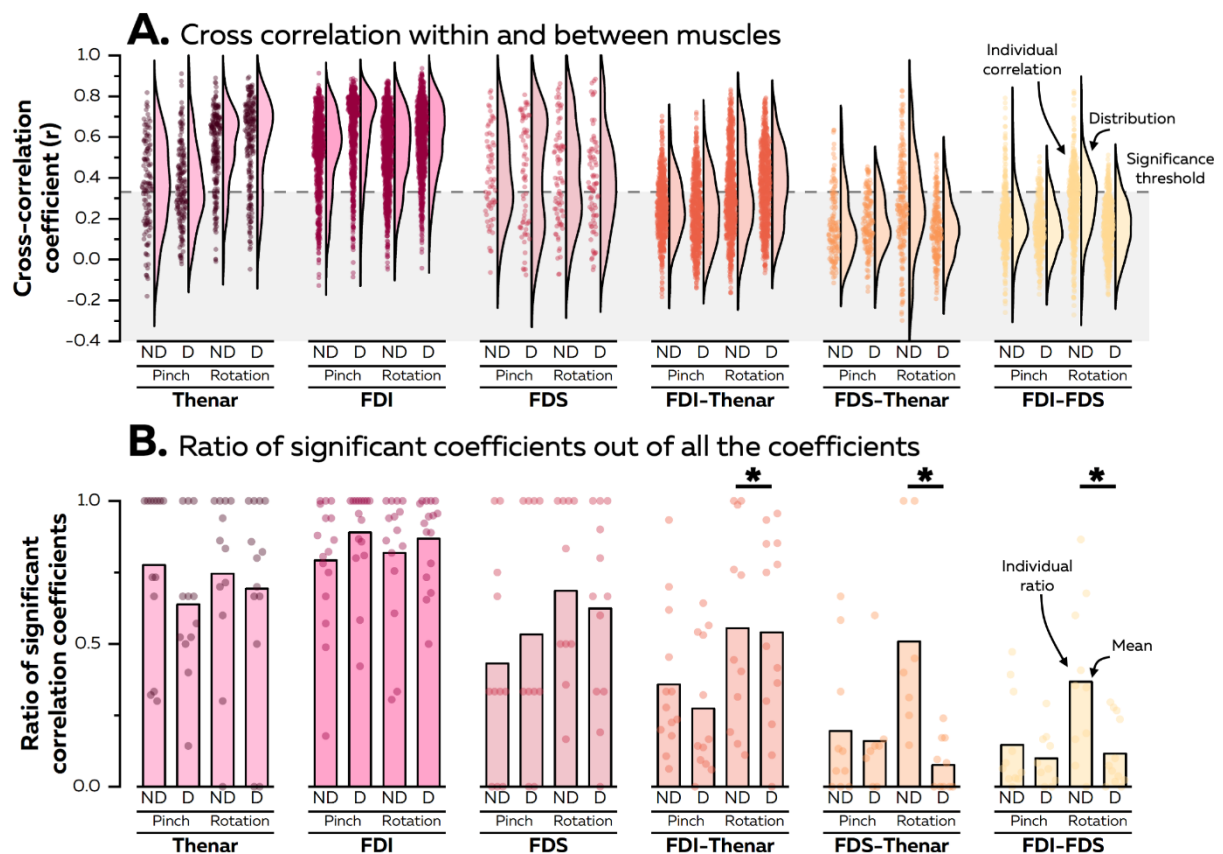 A. Cross correlation within and between muscles
Cross-correlation
coefficient (r)
1.0
0.8
0.6
0.4
0.2
0.0
-0.2
-0.4
Individual
correlation
Distribution
Significance
threshold
ND D ND D ND D ND D ND D ND D ND D ND D ND D ND D ND D ND D
Pinch Rotation Pinch Rotation Pinch Rotation Pinch Rotation Pinch Rotation Pinch Rotation
Thenar FDI FDS FDI-Thenar FDS-Thenar FDI-FDS
B. Ratio of significant coefficients out of all the coefficients
Ratio of significant
correlation coefficients
1.0
0.5
0.0
* * *
Individual
ratio
Mean
ND D ND D ND D ND D ND D ND D ND D ND D ND D ND D ND D ND D
Pinch Rotation Pinch Rotation Pinch Rotation Pinch Rotation Pinch Rotation Pinch Rotation
Thenar FDI FDS FDI-Thenar FDS-Thenar FDI-FDS